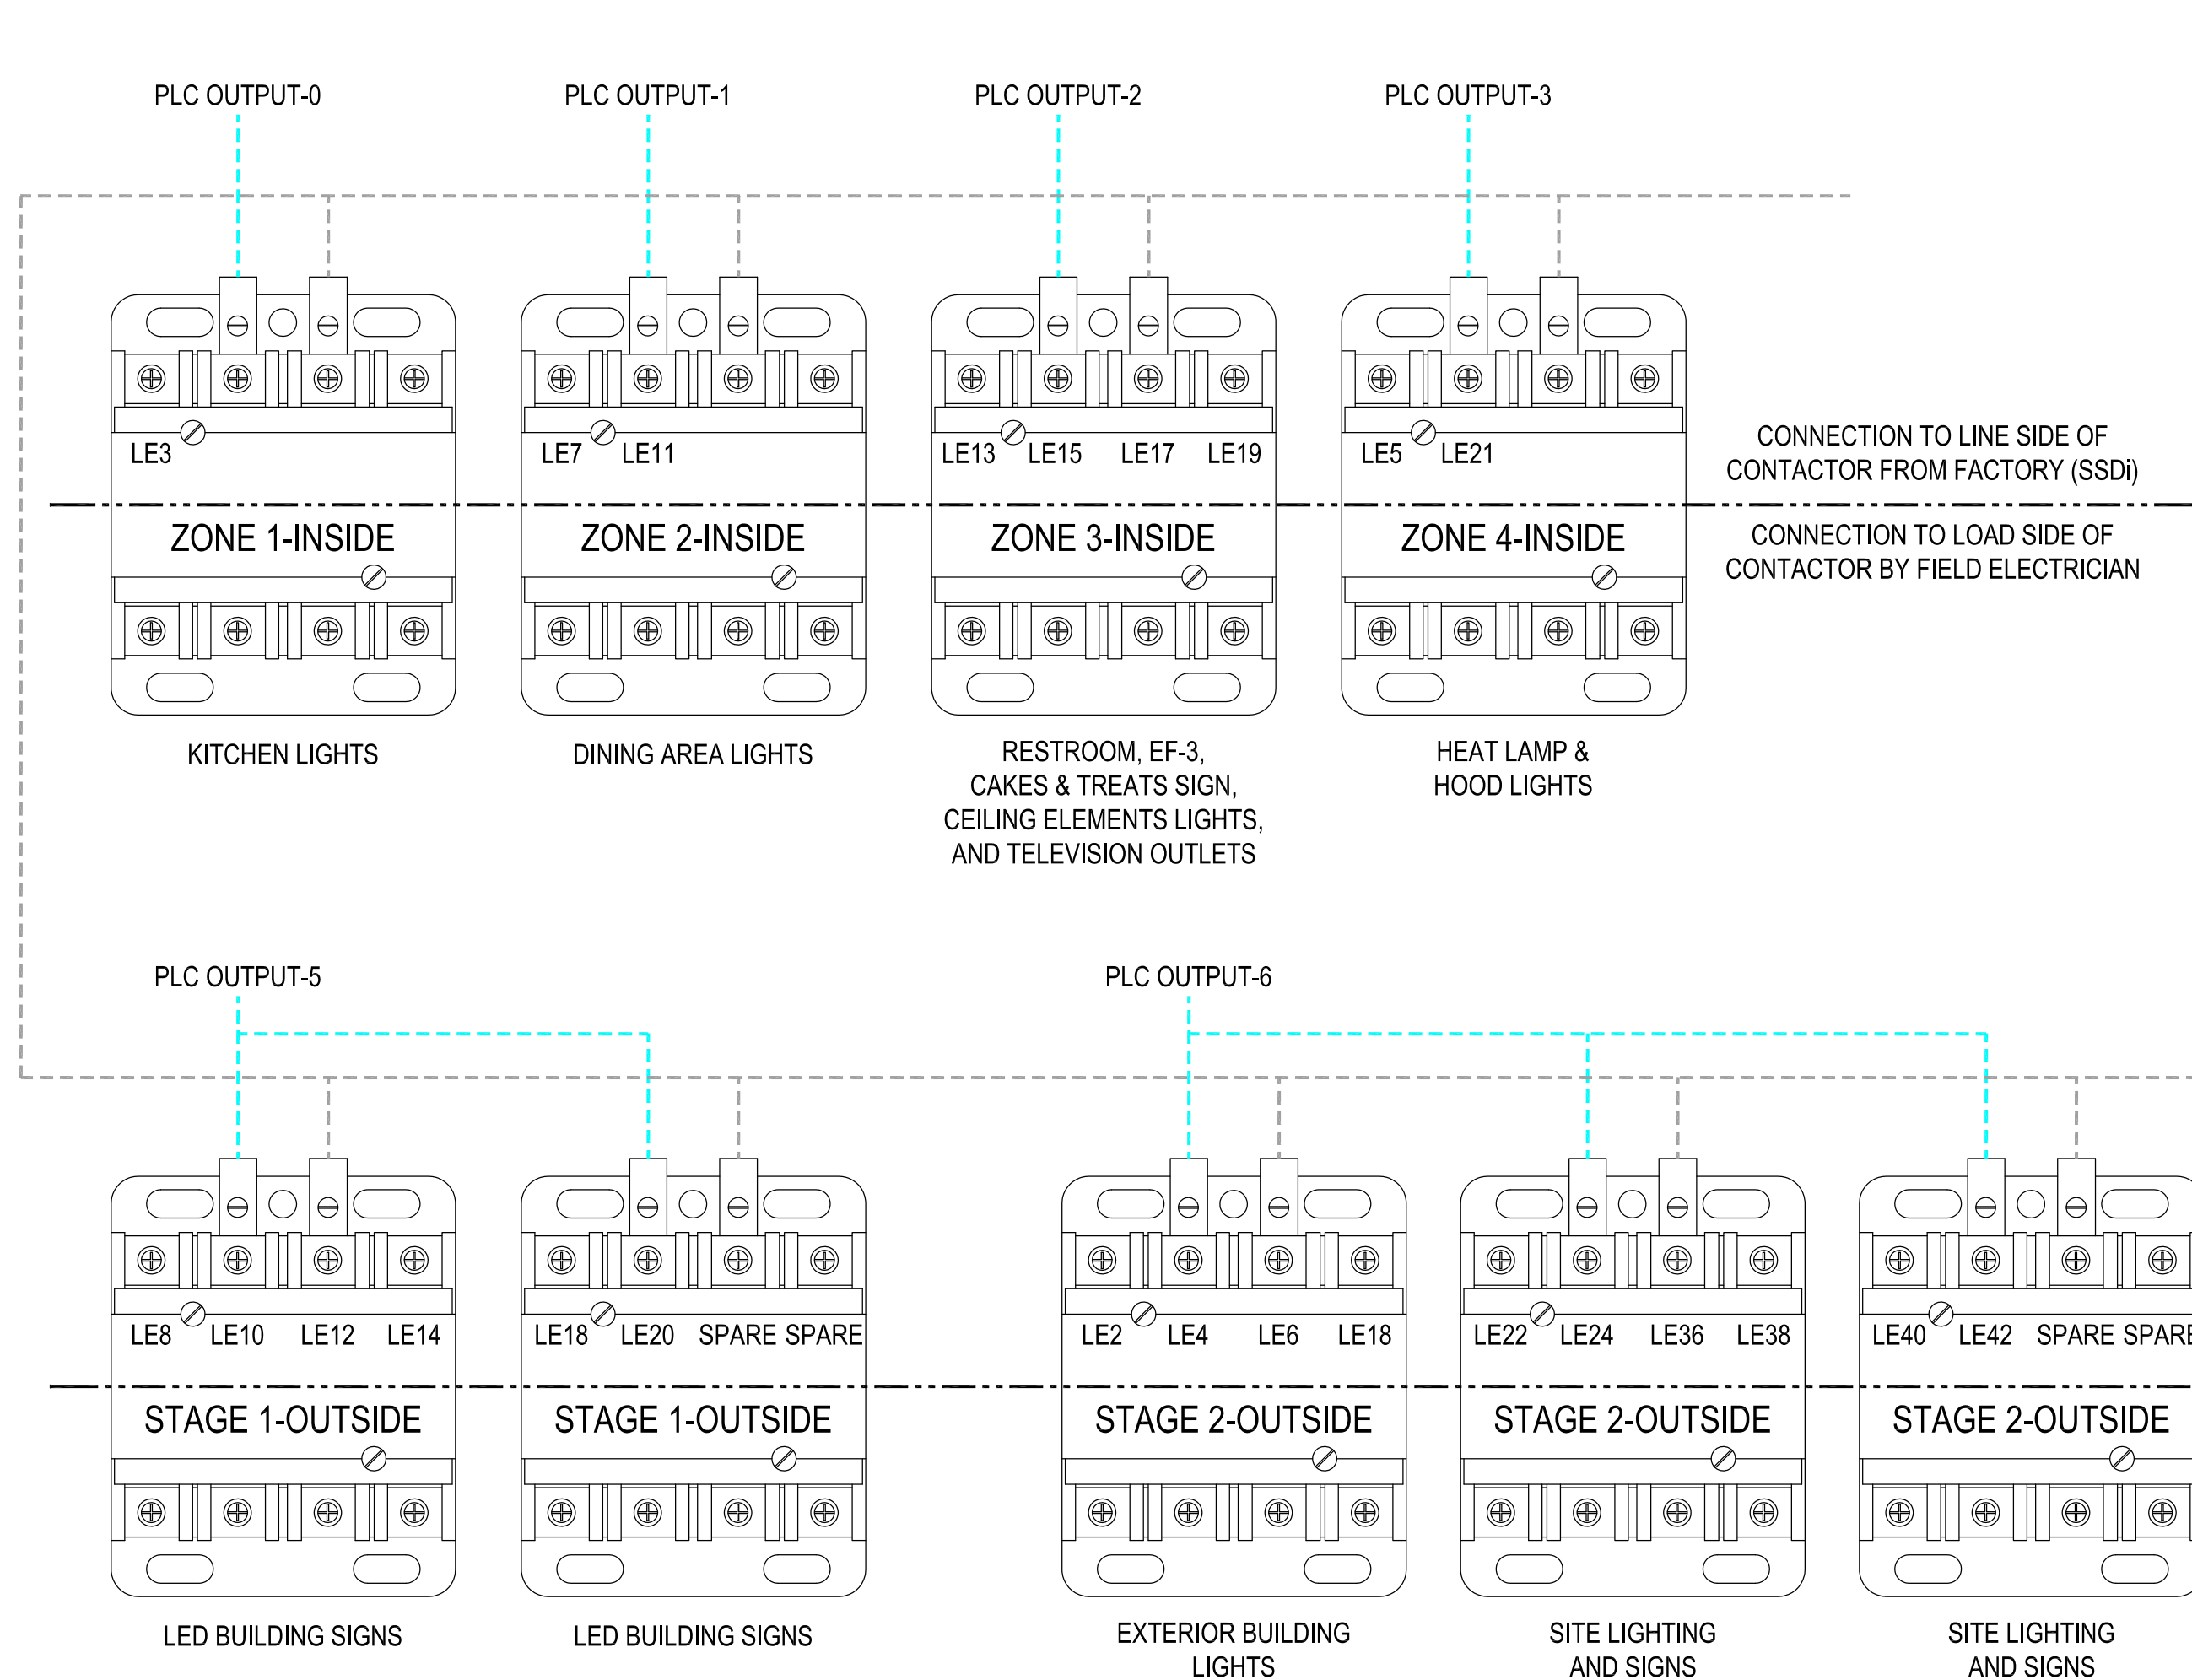 PLC OUTPUT-0
PLC OUTPUT-1
PLC OUTPUT-2
PLC OUTPUT-3
LE3
LE7 LE11
LE13 LE15 LE17 LE19
LE5 LE21
CONNECTION TO LINE SIDE OF
CONTACTOR FROM FACTORY (SSDi)
ZONE 1-INSIDE
ZONE 2-INSIDE
ZONE 3-INSIDE
ZONE 4-INSIDE
CONNECTION TO LOAD SIDE OF
CONTACTOR BY FIELD ELECTRICIAN
KITCHEN LIGHTS
DINING AREA LIGHTS
RESTROOM, EF-3,
CAKES & TREATS SIGN,
CEILING ELEMENTS LIGHTS,
AND TELEVISION OUTLETS
HEAT LAMP &
HOOD LIGHTS
PLC OUTPUT-5
PLC OUTPUT-6
LE8 LE10 LE12 LE14
LE18 LE20 SPARE SPARE
LE2 LE4 LE6 LE18
LE22 LE24 LE36 LE38
LE40 LE42 SPARE SPARE
STAGE 1-OUTSIDE
STAGE 1-OUTSIDE
STAGE 2-OUTSIDE
STAGE 2-OUTSIDE
STAGE 2-OUTSIDE
LED BUILDING SIGNS
LED BUILDING SIGNS
EXTERIOR BUILDING
LIGHTS
SITE LIGHTING
AND SIGNS
SITE LIGHTING
AND SIGNS